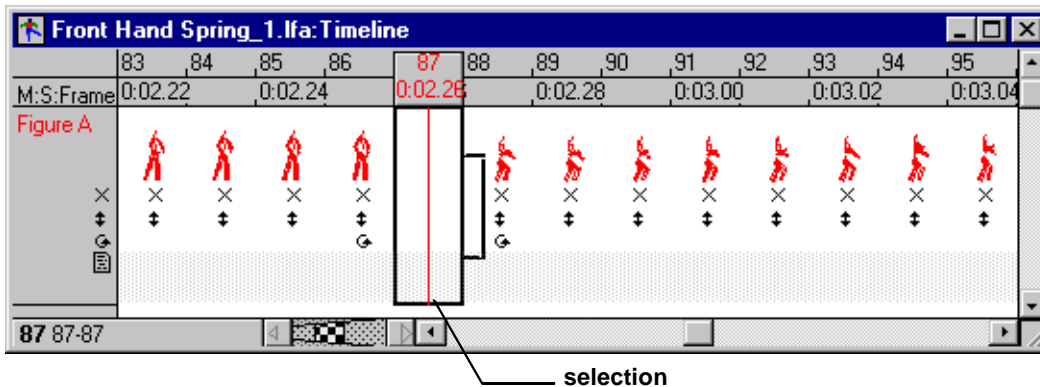 Front Hand Spring_1.lfa:Timeline
83 84 85 86 87 88 89 90 91 92 93 94 95
M:S:Frame 0:02.22 0:02.24 0:02.26 0:02.28 0:03.00 0:03.02 0:03.04
Figure A
87 87-87
selection